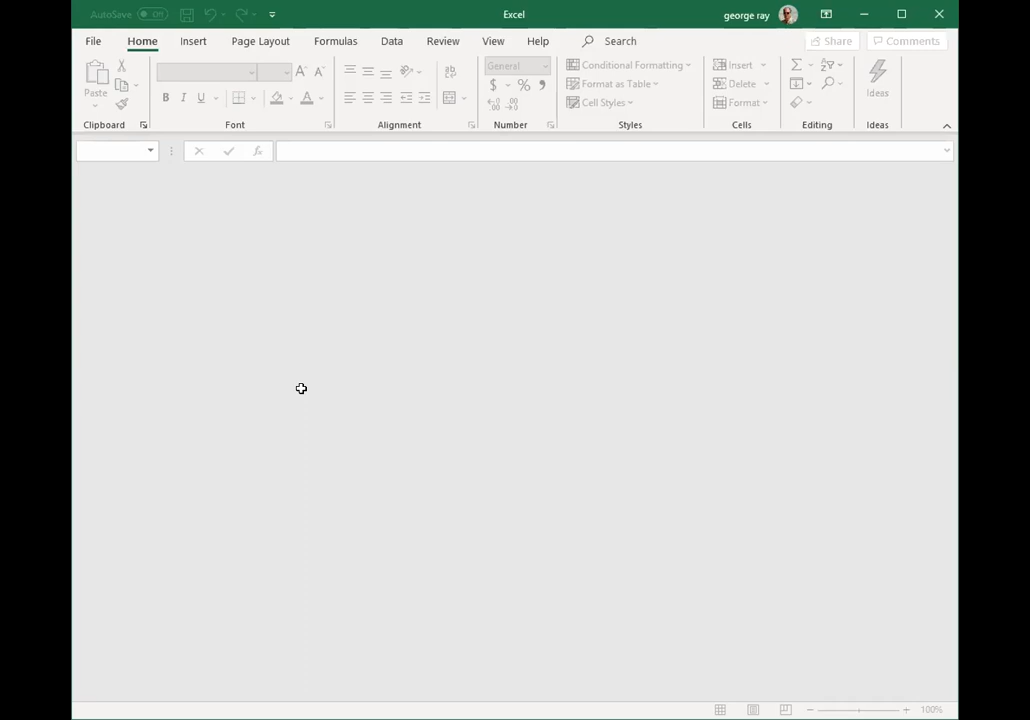 AutoSave On Excel george ray
File Home Insert Page Layout Formulas Data Review View Help Search Share Comments
General Conditional Formatting Insert
Paste $ % Format as Table Delete Ideas
B I U A Cell Styles Format
Clipboard Font Alignment Number Styles Cells Editing Ideas
fx
100%